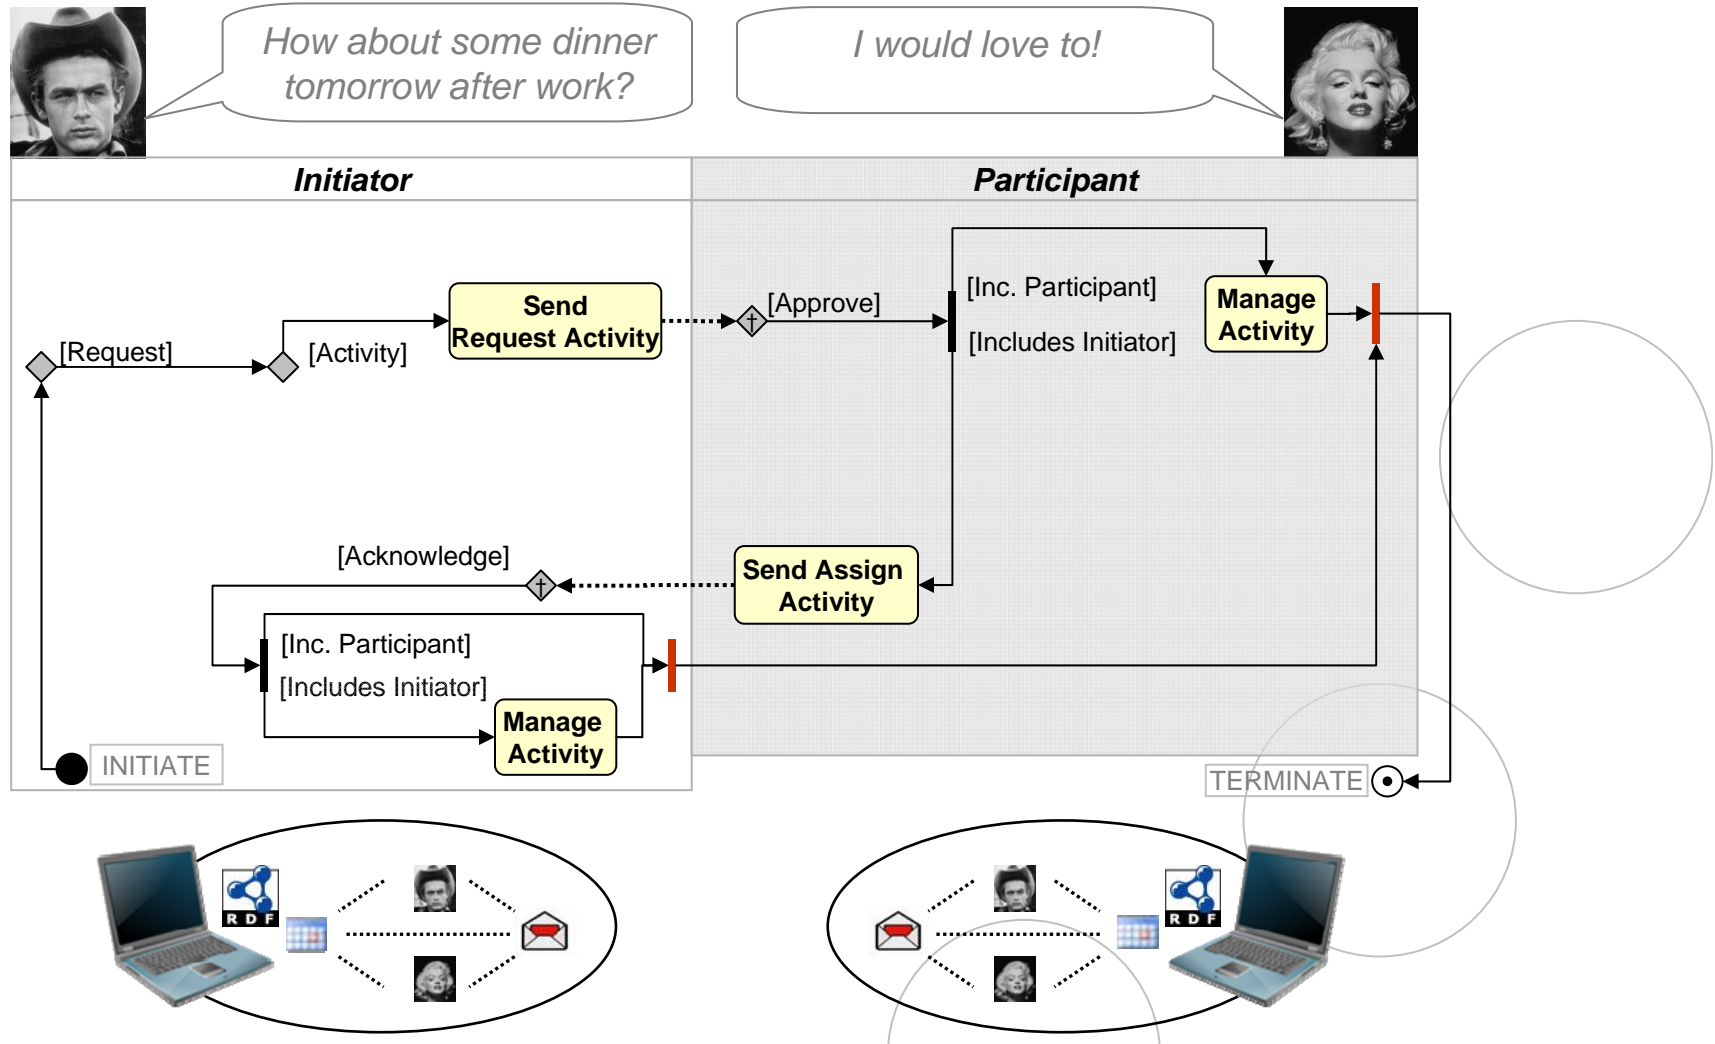 How about some dinner
tomorrow after work?
I would love to!
Initiator
Participant
[Request]
[Activity]
Send
Request Activity
[Approve]
[Inc. Participant]
[Includes Initiator]
Manage
Activity
[Acknowledge]
Send Assign
Activity
[Inc. Participant]
[Includes Initiator]
Manage
Activity
INITIATE
TERMINATE
RDF
RDF